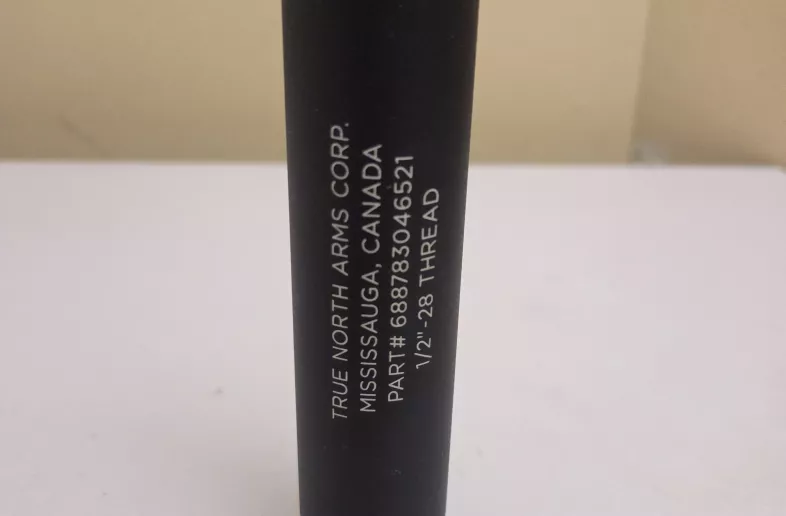 TRUE NORTH ARMS CORP.
MISSISSAUGA, CANADA
PART# 688783046521
1/2"-28 THREAD